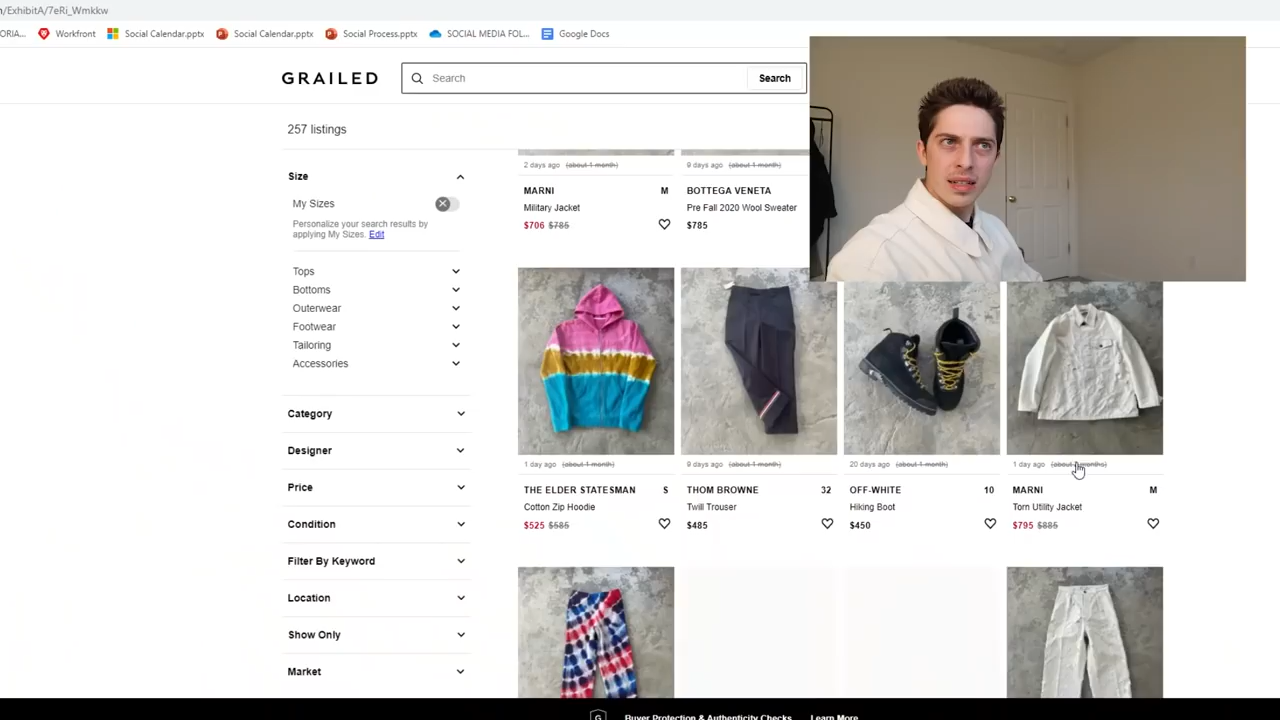 /ExhibitA/7eRi_Wmkkw
ORIA... Workfront Social Calendar.pptx Social Calendar.pptx Social Process.pptx SOCIAL MEDIA FOL... Google Docs
GRAILED Search Search
257 listings
Size
My Sizes
Personalize your search results by
applying My Sizes. Edit
Tops
Bottoms
Outerwear
Footwear
Tailoring
Accessories
Category
Designer
Price
Condition
Filter By Keyword
Location
Show Only
Market
2 days ago (about 1 month)
MARNI M
Military Jacket
$706 $785
9 days ago (about 1 month)
BOTTEGA VENETA
Pre Fall 2020 Wool Sweater
$785
1 day ago (about 1 month)
THE ELDER STATESMAN S
Cotton Zip Hoodie
$525 $585
9 days ago (about 1 month)
THOM BROWNE 32
Twill Trouser
$485
20 days ago (about 1 month)
OFF-WHITE 10
Hiking Boot
$450
1 day ago (about months)
MARNI M
Torn Utility Jacket
$795 $885
G Buyer Protection & Authenticity Checks Learn More